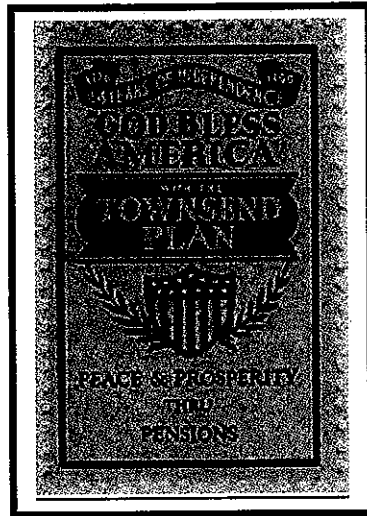 YEARS OF INDEPENDENCE
GOD BLESS
AMERICA
WITH THE
TOWNSEND
PLAN
PEACE & PROSPERITY
THRU
PENSIONS